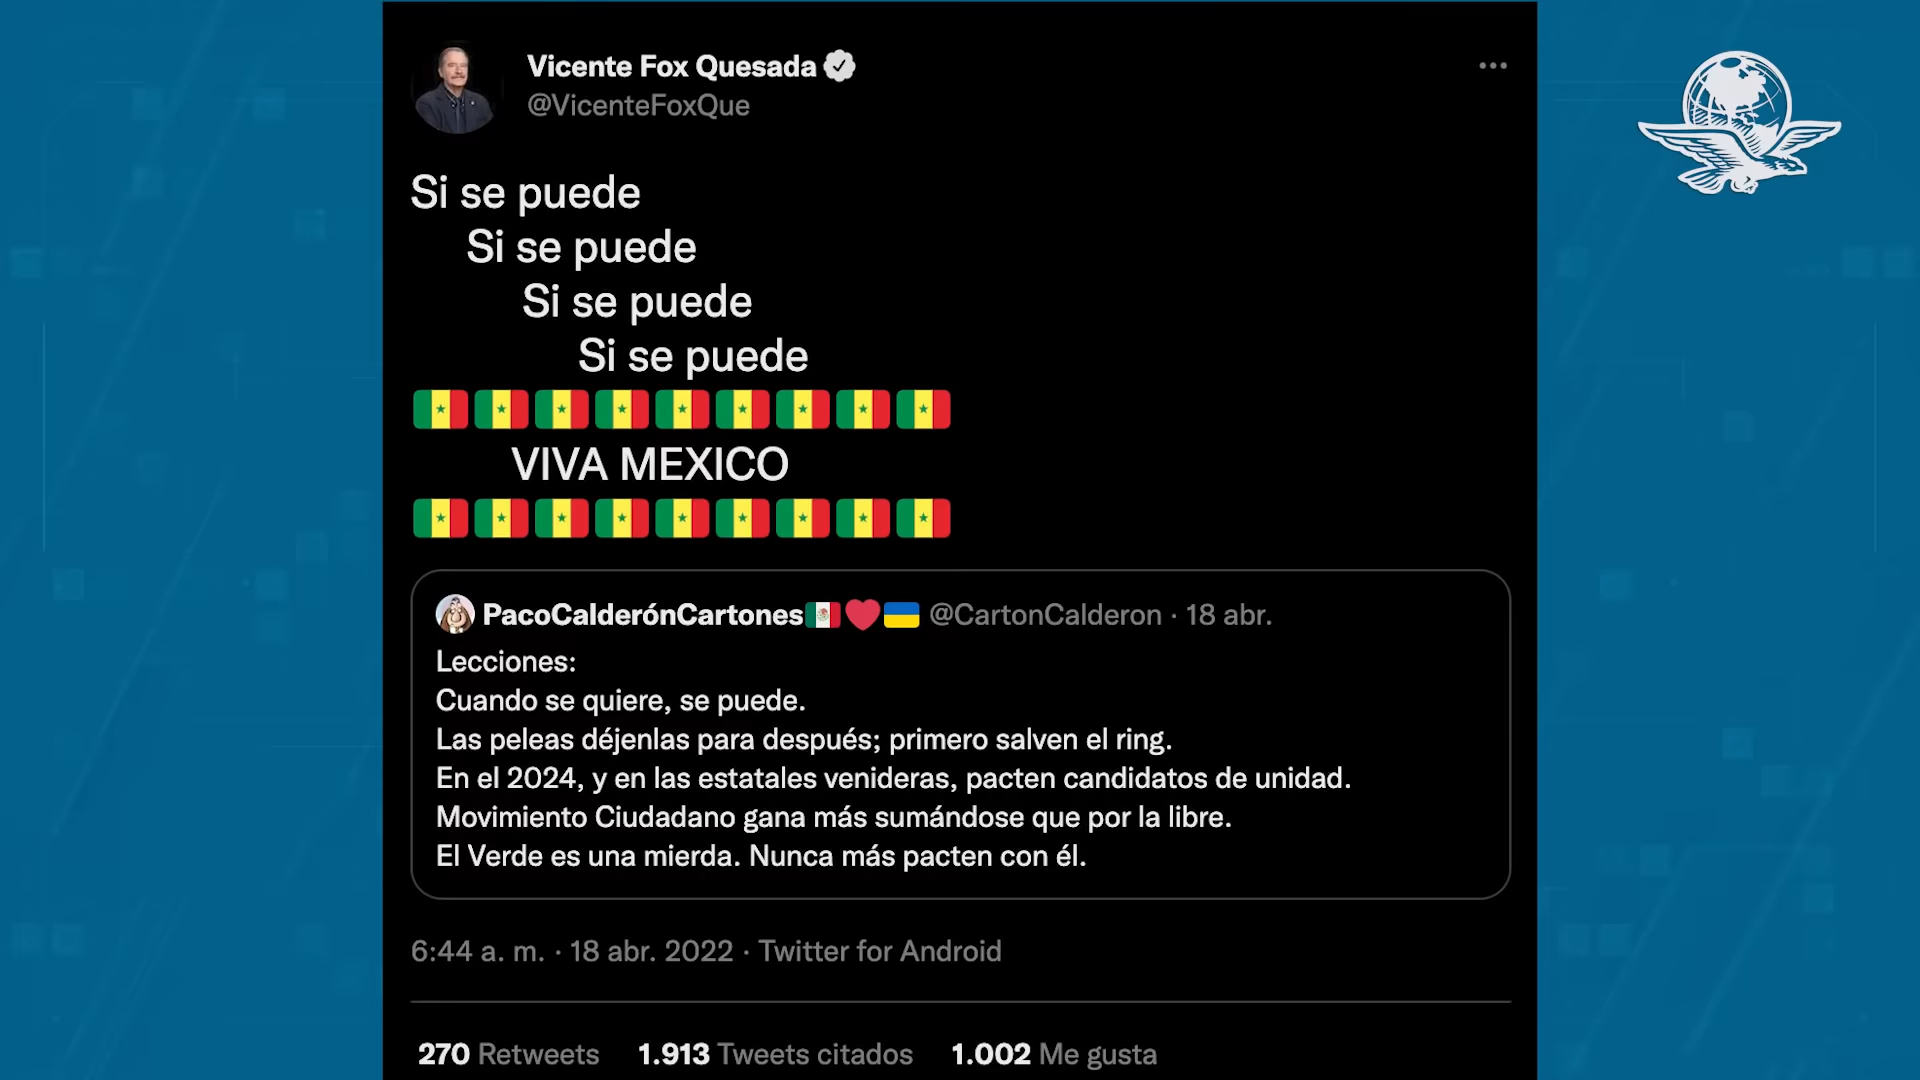 Vicente Fox Quesada
@VicenteFoxQue
Si se puede
Si se puede
Si se puede
Si se puede
🇸🇳🇸🇳🇸🇳🇸🇳🇸🇳🇸🇳🇸🇳🇸🇳🇸🇳
VIVA MEXICO
🇸🇳🇸🇳🇸🇳🇸🇳🇸🇳🇸🇳🇸🇳🇸🇳🇸🇳
PacoCalderónCartones🇲🇽❤️🇺🇦 @CartonCalderon · 18 abr.
Lecciones:
Cuando se quiere, se puede.
Las peleas déjenlas para después; primero salven el ring.
En el 2024, y en las estatales venideras, pacten candidatos de unidad.
Movimiento Ciudadano gana más sumándose que por la libre.
El Verde es una mierda. Nunca más pacten con él.
6:44 a. m. · 18 abr. 2022 · Twitter for Android
270 Retweets 1.913 Tweets citados 1.002 Me gusta